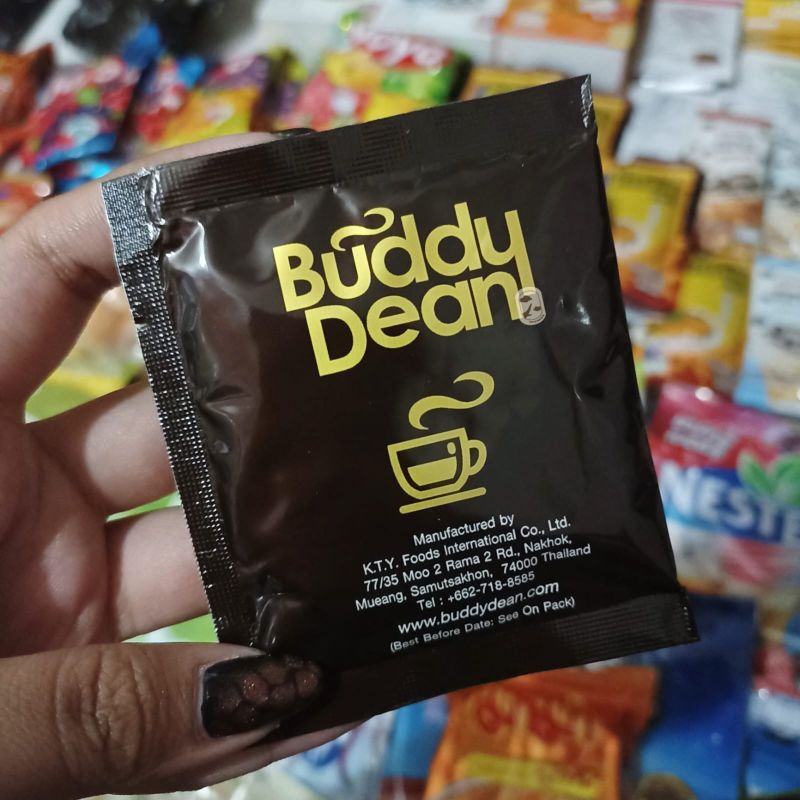 Buddy
Dean
Manufactured by
K.T.Y. Foods International Co., Ltd.
77/35 Moo 2 Rama 2 Rd., Nakhok,
Mueang, Samutsakhon, 74000 Thailand
Tel : +662-718-8585
www.buddydean.com
(Best Before Date: See On Pack)